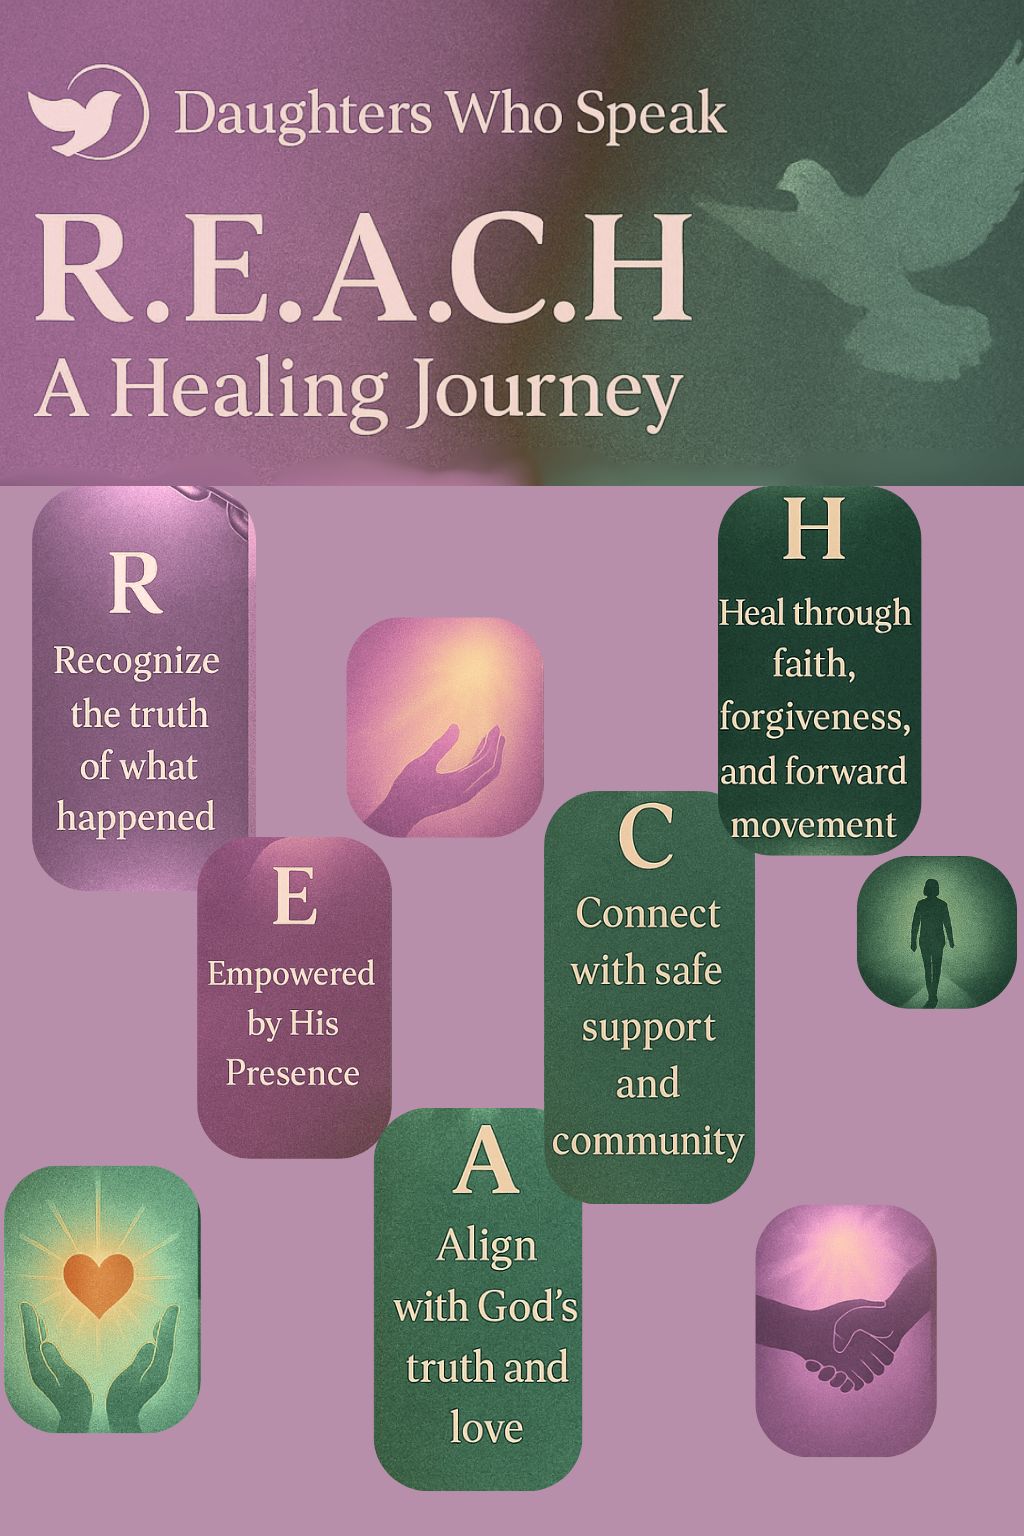 Daughters Who Speak
R.E.A.C.H
A Healing Journey
R
Recognize
the truth
of what
happened
E
Empowered
by His
Presence
A
Align
with God's
truth and
love
C
Connect
with safe
support
and
community
H
Heal through
faith,
forgiveness,
and forward
movement